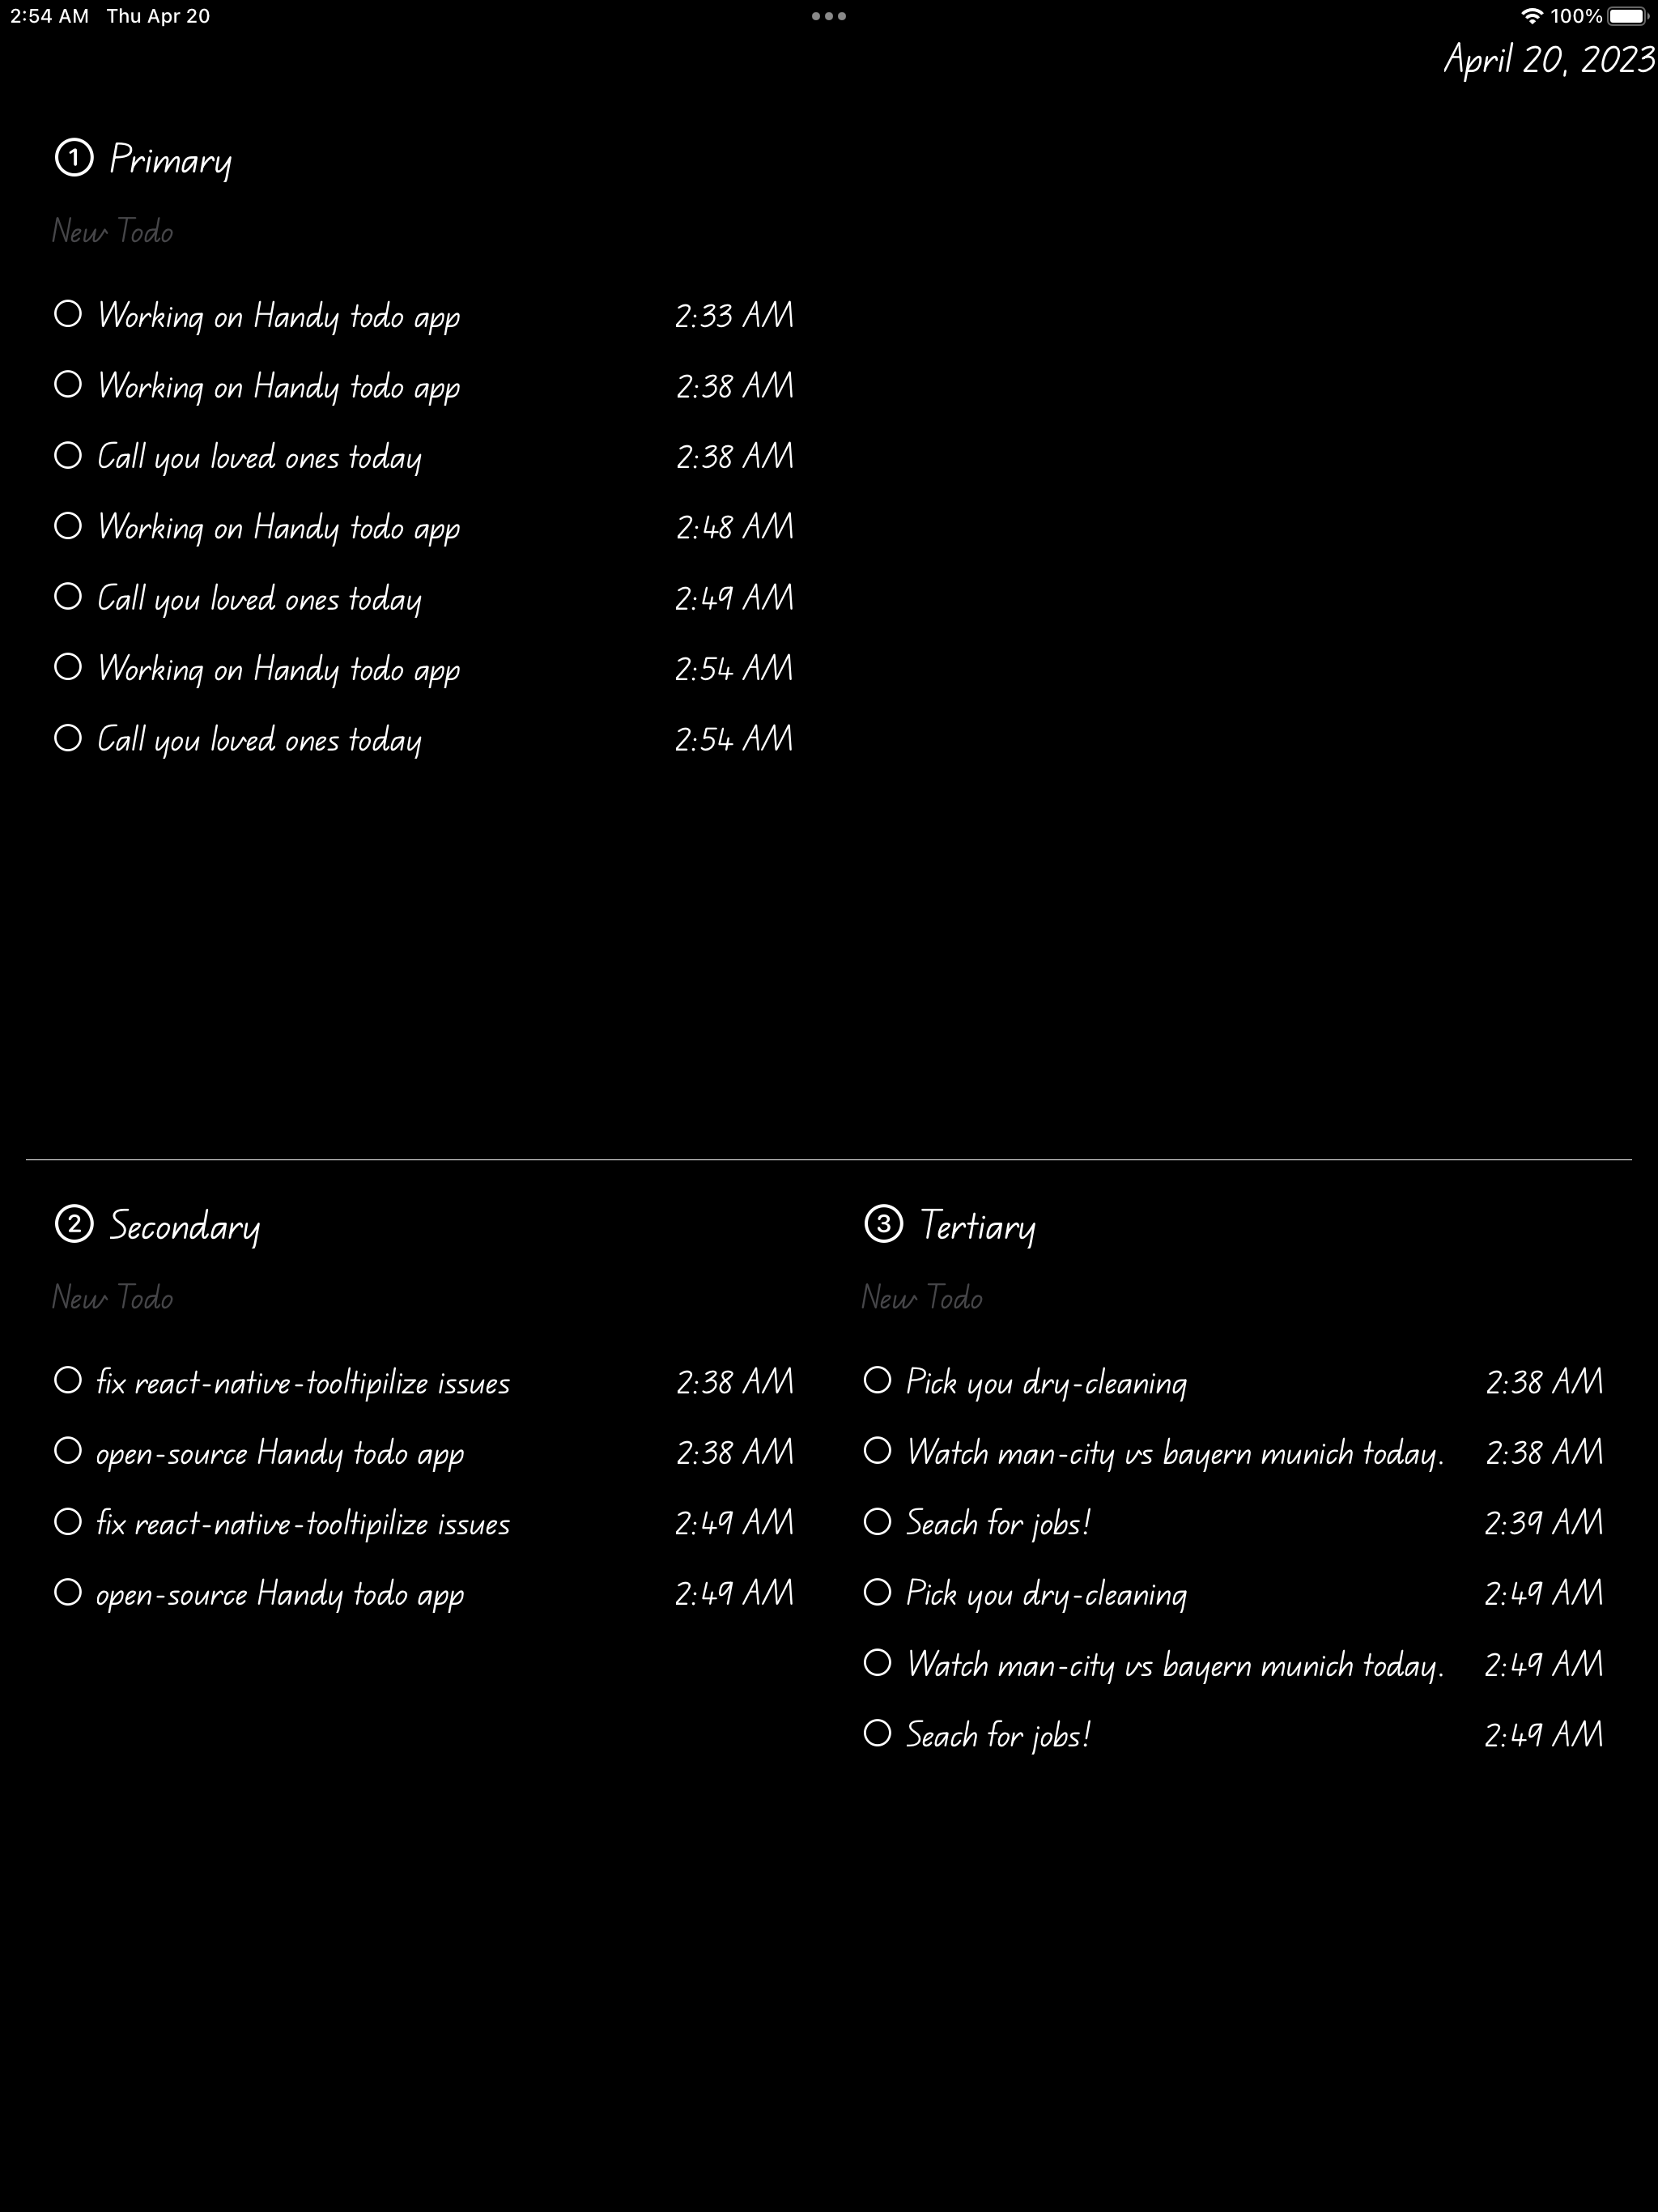 2:54 AM Thu Apr 20 100%
April 20, 2023
1 Primary
New Todo
Working on Handy todo app 2:33 AM
Working on Handy todo app 2:38 AM
Call you loved ones today 2:38 AM
Working on Handy todo app 2:48 AM
Call you loved ones today 2:49 AM
Working on Handy todo app 2:54 AM
Call you loved ones today 2:54 AM
2 Secondary
New Todo
fix react-native-tooltipilize issues 2:38 AM
open-source Handy todo app 2:38 AM
fix react-native-tooltipilize issues 2:49 AM
open-source Handy todo app 2:49 AM
3 Tertiary
New Todo
Pick you dry-cleaning 2:38 AM
Watch man-city vs bayern munich today. 2:38 AM
Seach for jobs! 2:39 AM
Pick you dry-cleaning 2:49 AM
Watch man-city vs bayern munich today. 2:49 AM
Seach for jobs! 2:49 AM